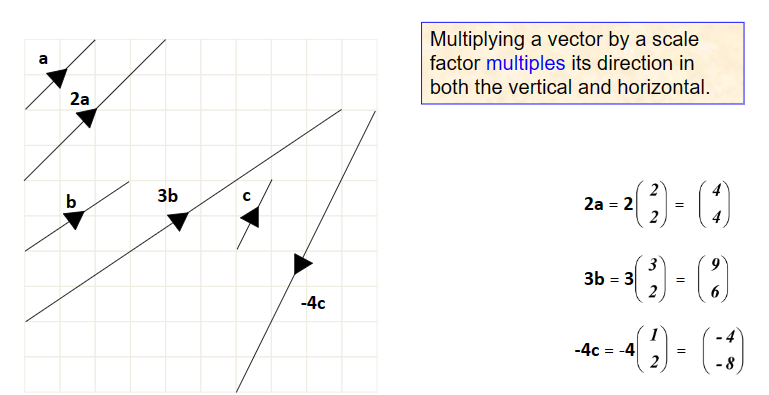 Multiplying a vector by a scale
factor multiples its direction in
both the vertical and horizontal.
a
2a
b
3b
c
-4c
2a = 2 ( 2 2 ) = ( 4 4 )
3b = 3 ( 3 2 ) = ( 9 6 )
-4c = -4 ( 1 2 ) = ( -4 -8 )